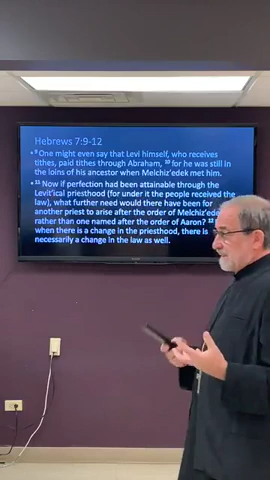 Hebrews 7:9-12
• ⁹ One might even say that Levi himself, who receives
tithes, paid tithes through Abraham, ¹⁰ for he was still in
the loins of his ancestor when Melchiz′edek met him.
• ¹¹ Now if perfection had been attainable through the
Levit′ical priesthood (for under it the people received the
law), what further need would there have been for
another priest to arise after the order of Melchiz′edek
rather than one named after the order of Aaron? ¹²
when there is a change in the priesthood, there is
necessarily a change in the law as well.